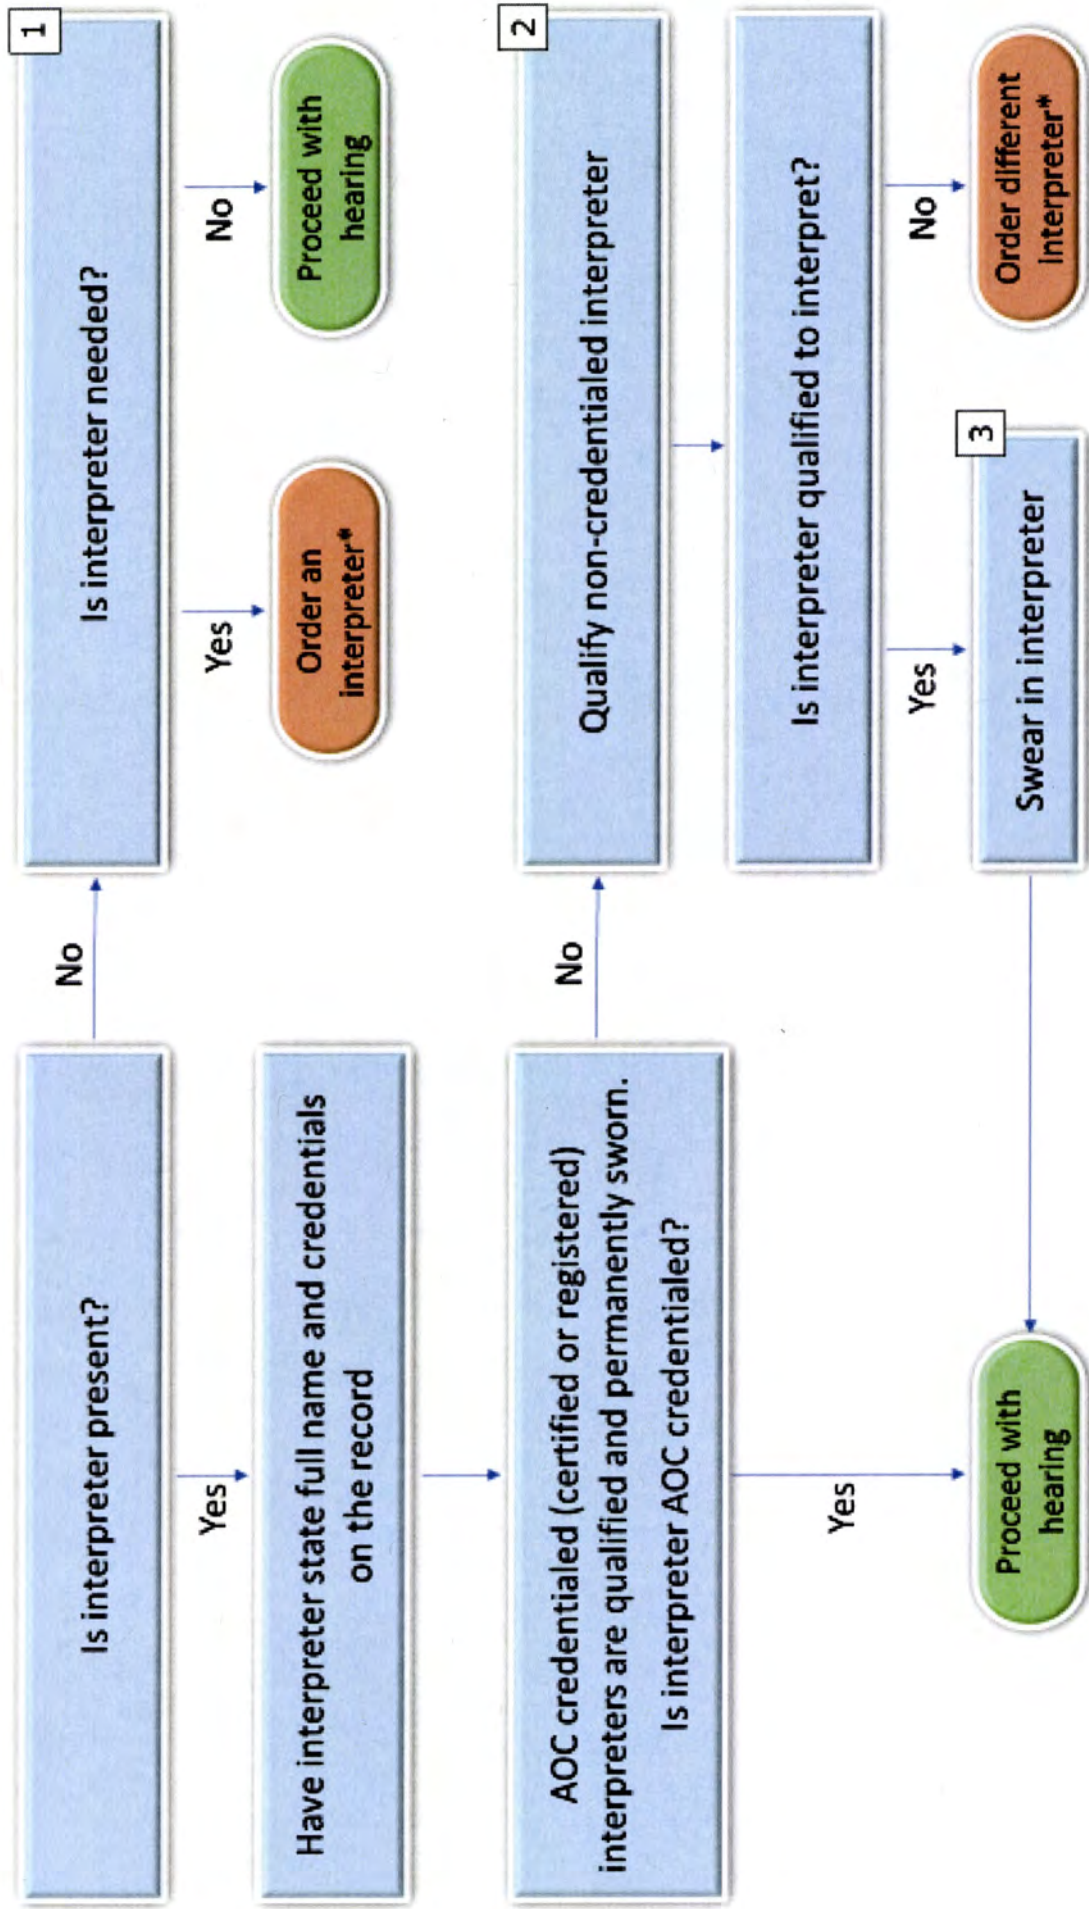 Is interpreter present?
No
1
Is interpreter needed?
Yes
Have interpreter state full name and credentials
on the record
Yes
Order an
interpreter*
No
Proceed with
hearing
AOC credentialed (certified or registered)
interpreters are qualified and permanently sworn.
Is interpreter AOC credentialed?
No
2
Qualify non-credentialed interpreter
Is interpreter qualified to interpret?
Yes
Proceed with
hearing
Yes
3
Swear in interpreter
No
Order different
interpreter*